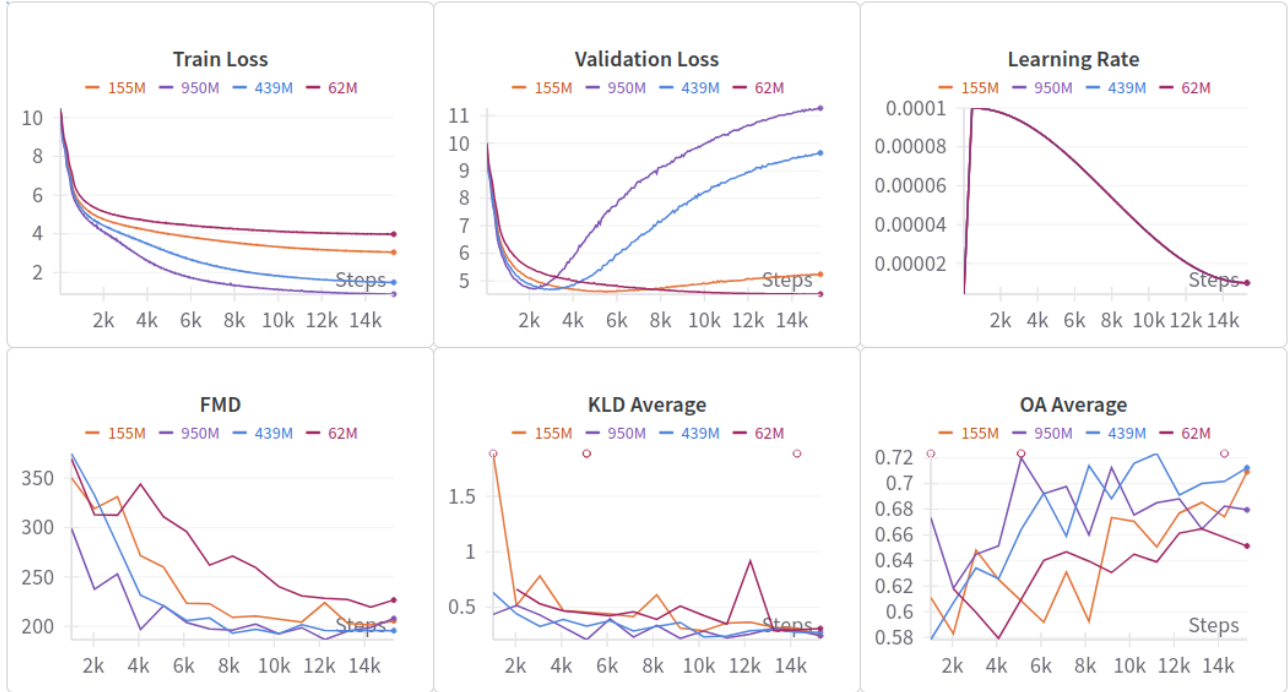 Train Loss
155M 950M 439M 62M
10
8
6
4
2
Steps
2k 4k 6k 8k 10k 12k 14k
Validation Loss
155M 950M 439M 62M
11
10
9
8
7
6
5
Steps
2k 4k 6k 8k 10k 12k 14k
Learning Rate
155M 950M 439M 62M
0.0001
0.00008
0.00006
0.00004
0.00002
Steps
2k 4k 6k 8k 10k 12k 14k
FMD
155M 950M 439M 62M
350
300
250
200
Steps
2k 4k 6k 8k 10k 12k 14k
KLD Average
155M 950M 439M 62M
1.5
1
0.5
Steps
2k 4k 6k 8k 10k 12k 14k
OA Average
155M 950M 439M 62M
0.72
0.7
0.68
0.66
0.64
0.62
0.6
0.58
Steps
2k 4k 6k 8k 10k 12k 14k